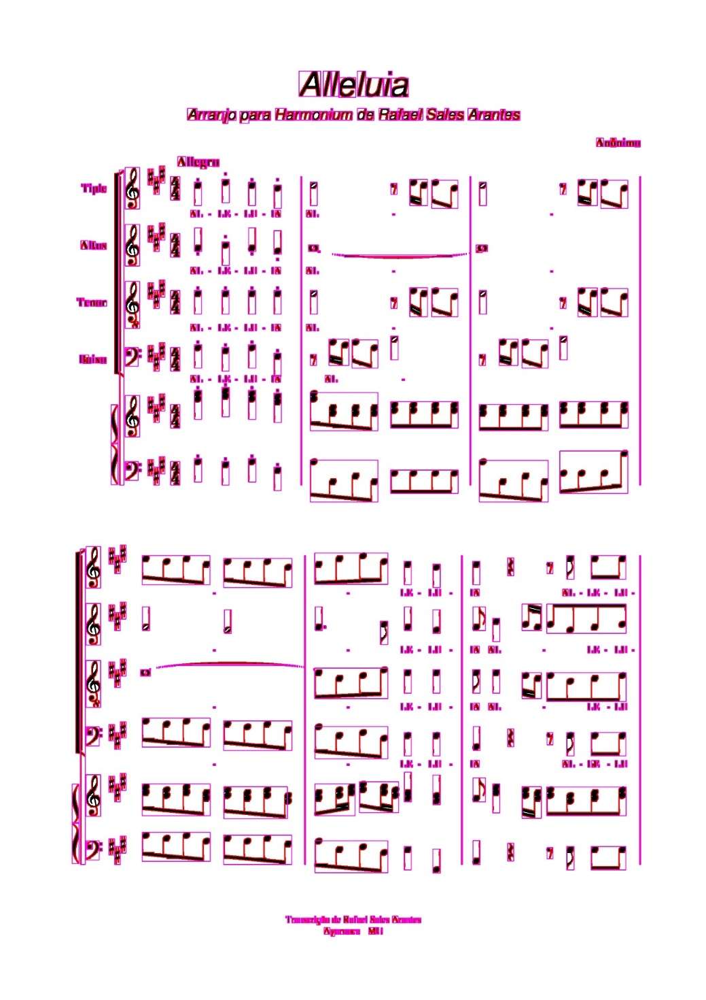 Alleluia
Arranjo para Harmonium de Rafael Sales Arantes
Anônimo
Allegro
Tiple
AL - LE - LU - IA AL - -
Altus
AL - LE - LU - IA AL - -
Tenor
AL - LE - LU - IA AL - -
Baixo
AL - LE - LU - IA AL -
- - LE - LU - IA AL - LE - LU -
- - LE - LU - IA AL - LE - LU -
- - LE - LU - IA AL - LE - LU
- - LE - LU - IA AL - LE - LU
Transcrição de Rafael Sales Arantes